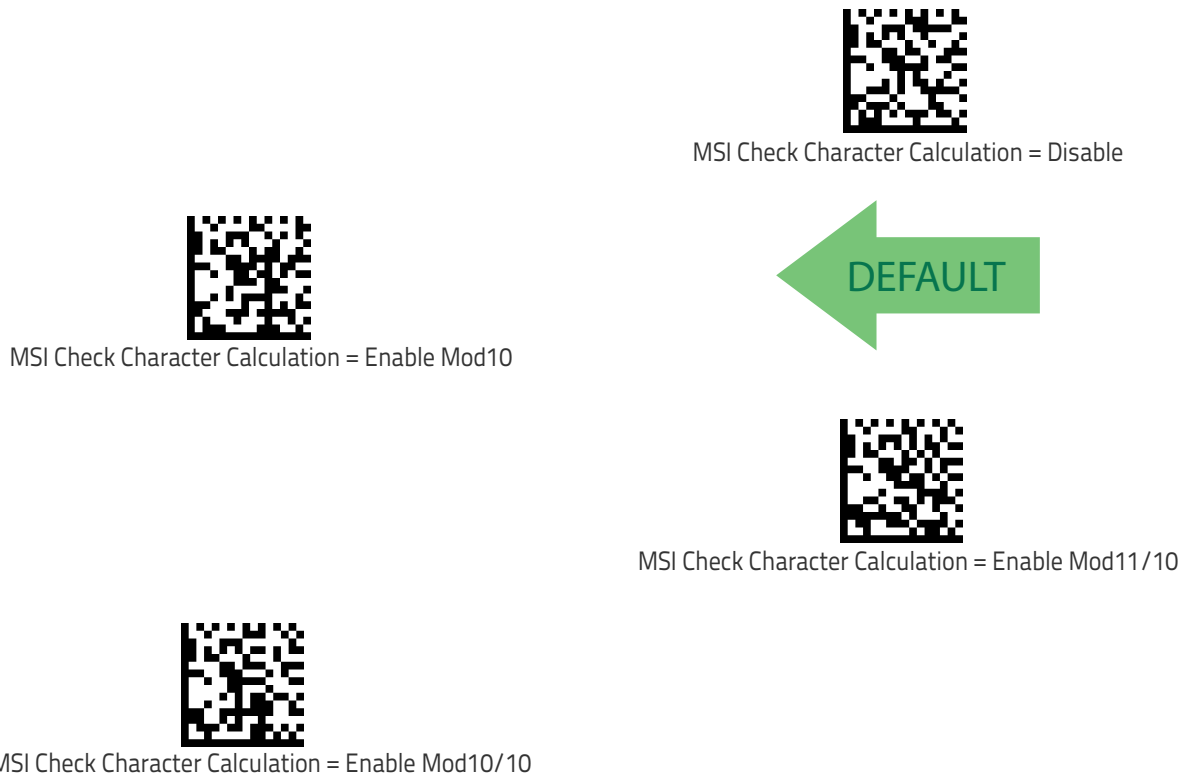 MSI Check Character Calculation = Disable
DEFAULT
MSI Check Character Calculation = Enable Mod10
MSI Check Character Calculation = Enable Mod11/10
MSI Check Character Calculation = Enable Mod10/10